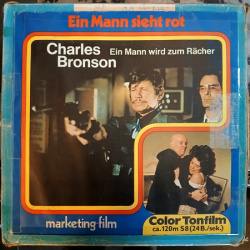 Ein Mann sieht rot
Charles
Bronson
Ein Mann wird zum Rächer
marketing film
Color Tonfilm
ca. 120m S8 (24 B./sek.)